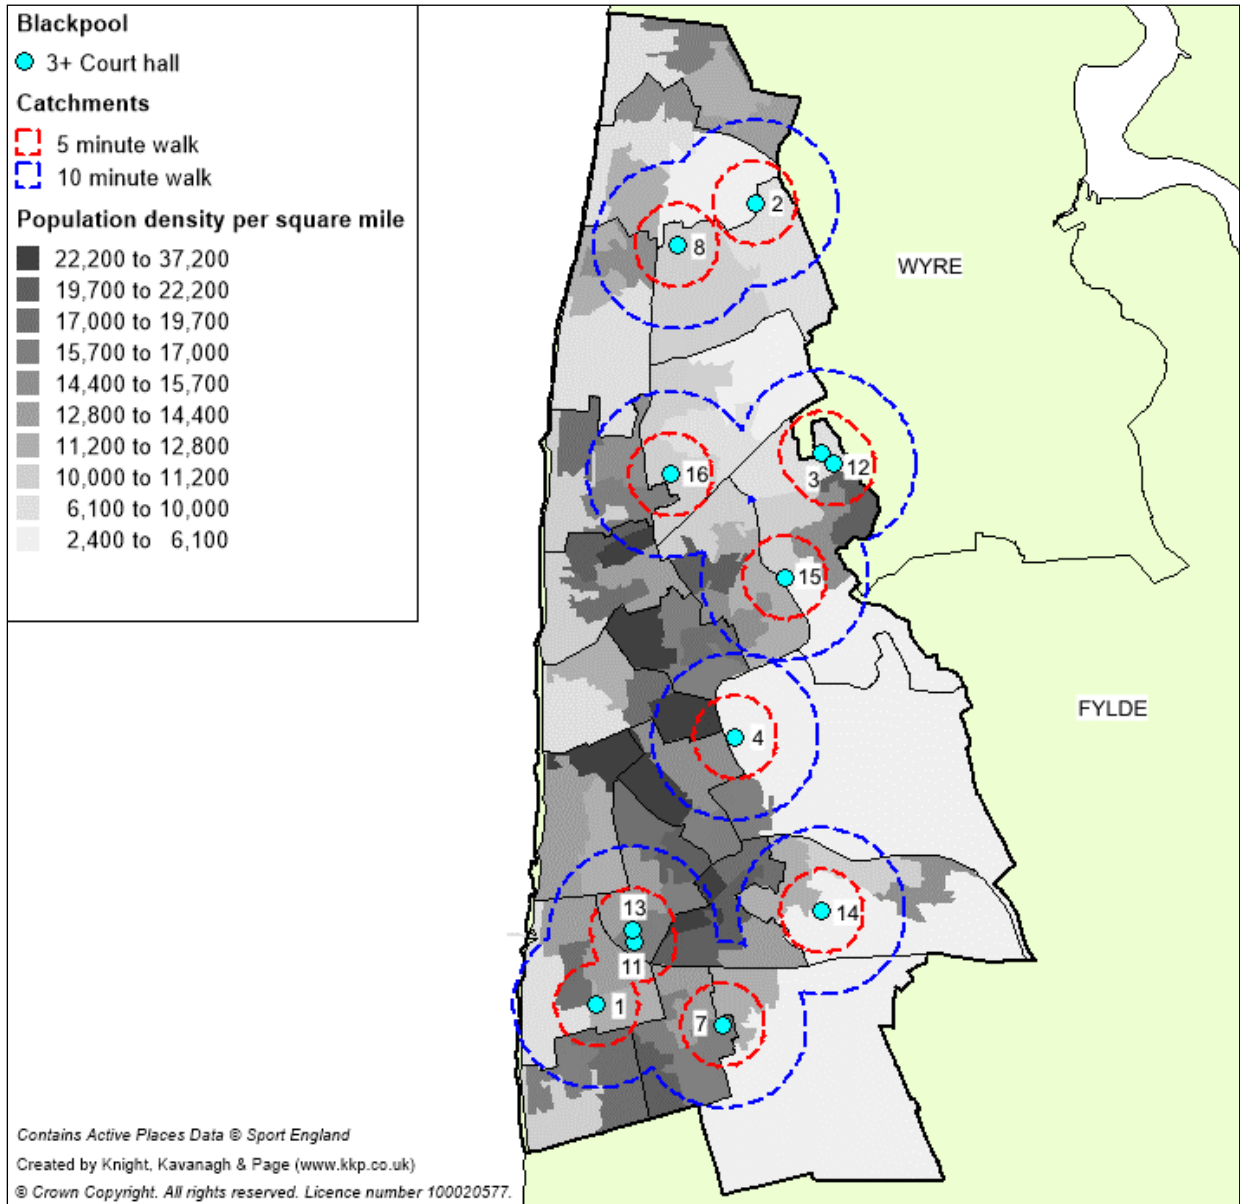 Blackpool
3+ Court hall
Catchments
5 minute walk
10 minute walk
Population density per square mile
22,200 to 37,200
19,700 to 22,200
17,000 to 19,700
15,700 to 17,000
14,400 to 15,700
12,800 to 14,400
11,200 to 12,800
10,000 to 11,200
6,100 to 10,000
2,400 to 6,100
2
8
WYRE
16
3
12
15
FYLDE
4
13
14
11
1
7
Contains Active Places Data © Sport England
Created by Knight, Kavanagh & Page (www.kkp.co.uk)
© Crown Copyright. All rights reserved. Licence number 100020577.